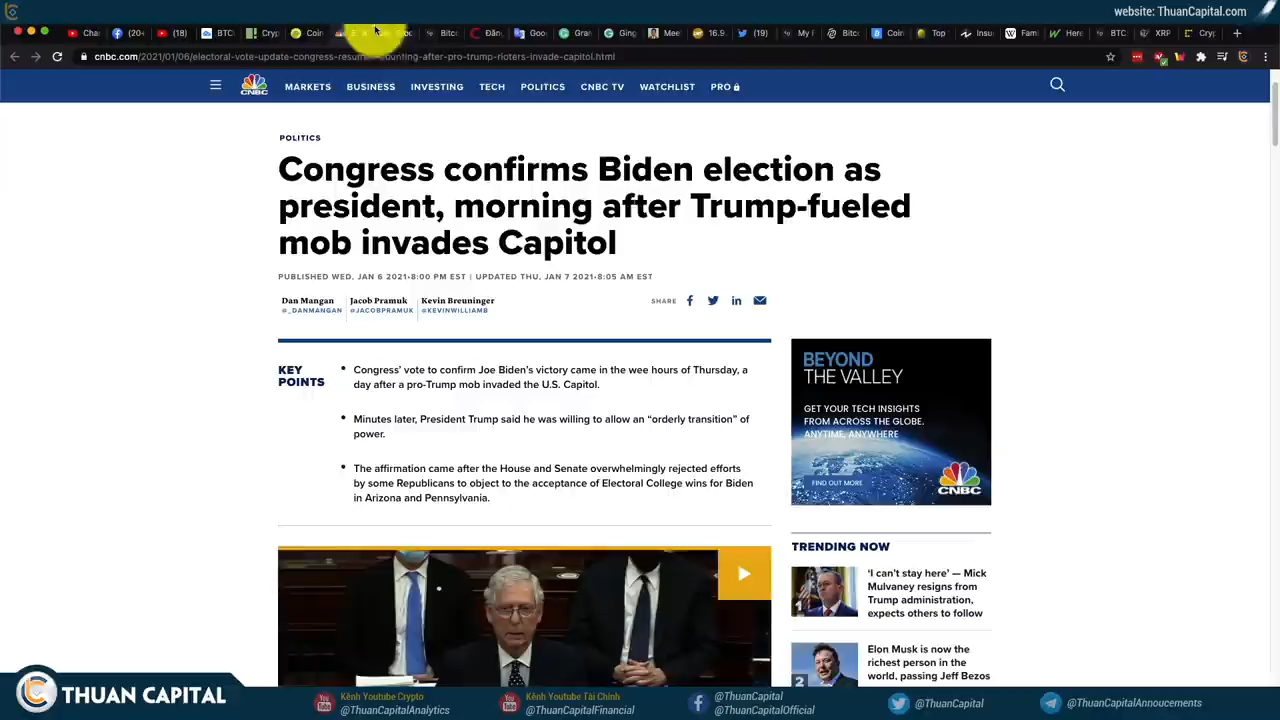 website: ThuanCapital.com
cnbc.com/2021/01/06/electoral-vote-update-congress-resumes-counting-after-pro-trump-rioters-invade-capitol.html
CNBC
MARKETS BUSINESS INVESTING TECH POLITICS CNBC TV WATCHLIST PRO
POLITICS
Congress confirms Biden election as
president, morning after Trump-fueled
mob invades Capitol
PUBLISHED WED, JAN 6 2021•8:00 PM EST | UPDATED THU, JAN 7 2021•8:05 AM EST
Dan Mangan Jacob Pramuk Kevin Breuninger
@_DANMANGAN @JACOBPRAMUK @KEVINWILLIAMB
SHARE
KEY
POINTS
Congress’ vote to confirm Joe Biden’s victory came in the wee hours of Thursday, a
day after a pro-Trump mob invaded the U.S. Capitol.
Minutes later, President Trump said he was willing to allow an “orderly transition” of
power.
The affirmation came after the House and Senate overwhelmingly rejected efforts
by some Republicans to object to the acceptance of Electoral College wins for Biden
in Arizona and Pennsylvania.
BEYOND
THE VALLEY
GET YOUR TECH INSIGHTS
FROM ACROSS THE GLOBE.
ANYTIME, ANYWHERE
FIND OUT MORE
CNBC
TRENDING NOW
1
‘I can’t stay here’ — Mick
Mulvaney resigns from
Trump administration,
expects others to follow
2
Elon Musk is now the
richest person in the
world, passing Jeff Bezos
THUAN CAPITAL
Kênh Youtube Crypto
@ThuanCapitalAnalytics
Kênh Youtube Tài Chính
@ThuanCapitalFinancial
@ThuanCapital
@ThuanCapitalOfficial
@ThuanCapital
@ThuanCapitalAnnoucements